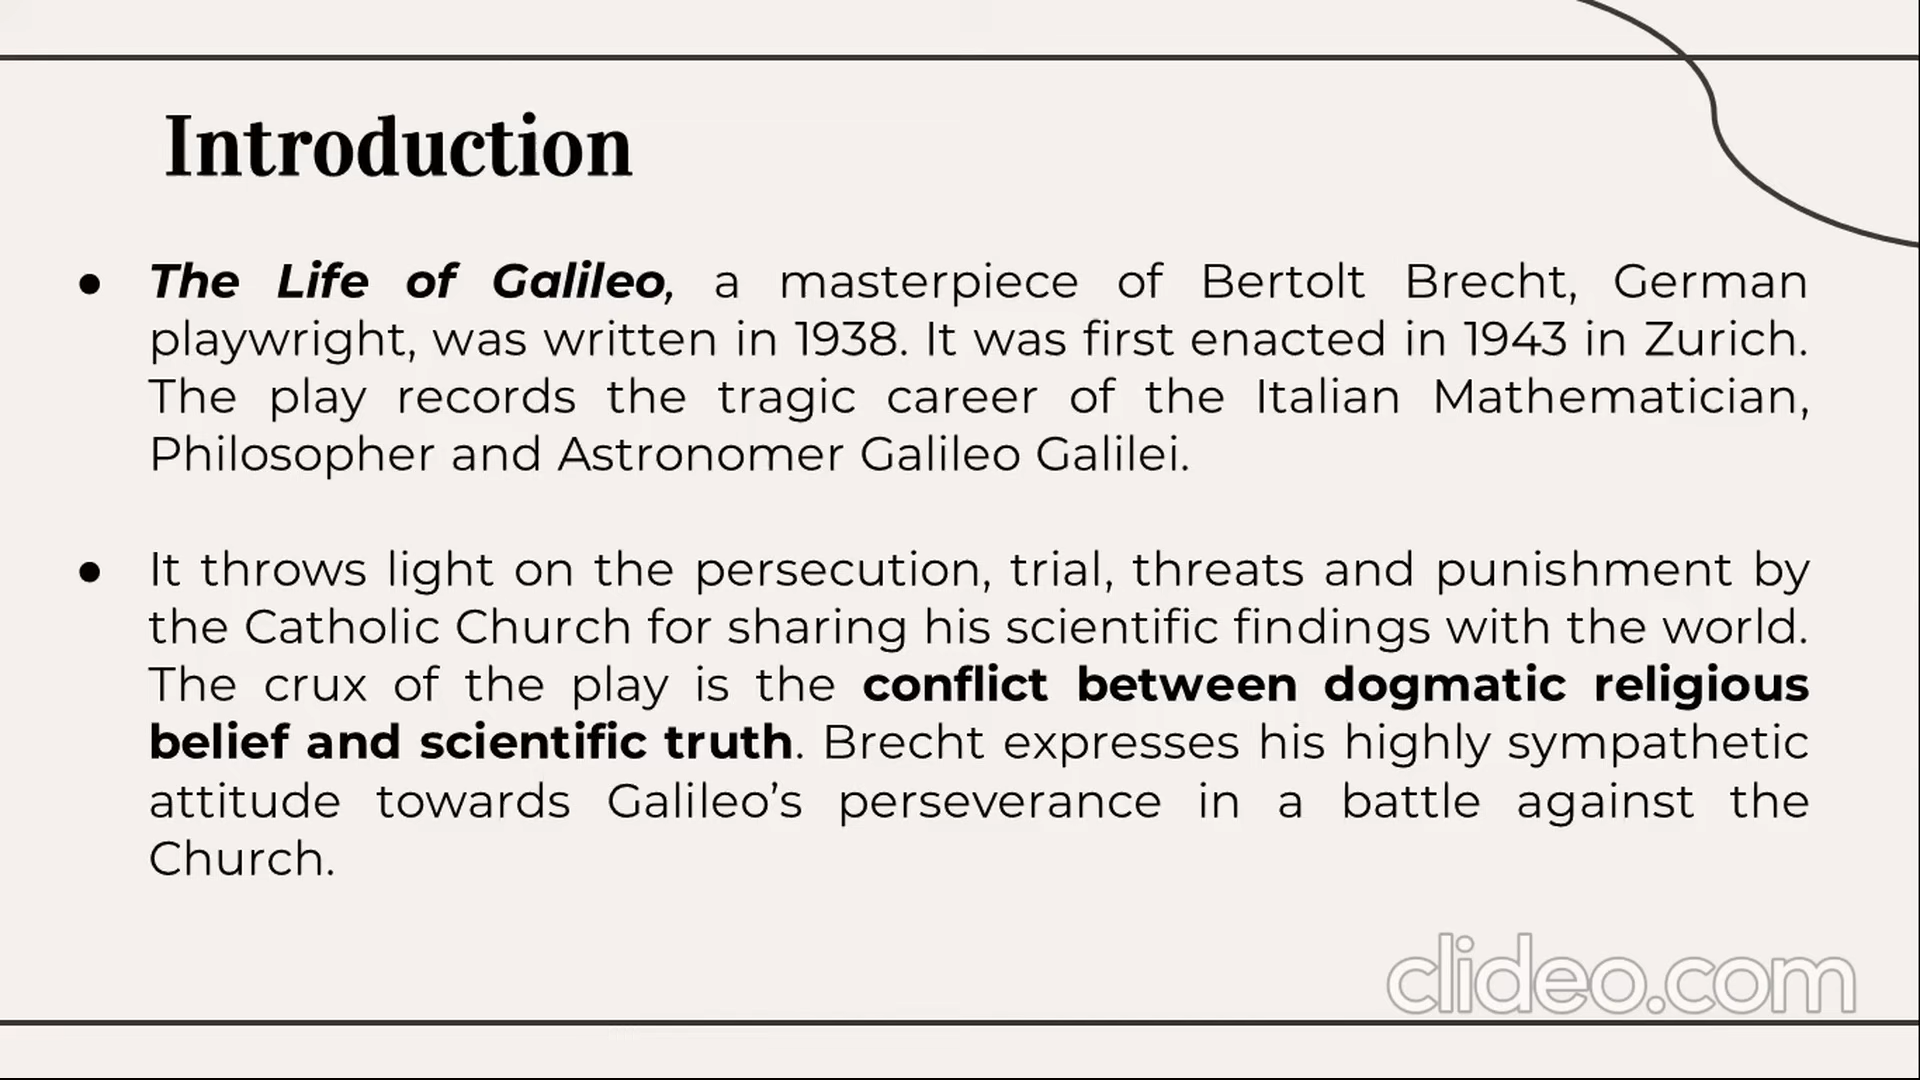 Introduction
● The Life of Galileo, a masterpiece of Bertolt Brecht, German
playwright, was written in 1938. It was first enacted in 1943 in Zurich.
The play records the tragic career of the Italian Mathematician,
Philosopher and Astronomer Galileo Galilei.
● It throws light on the persecution, trial, threats and punishment by
the Catholic Church for sharing his scientific findings with the world.
The crux of the play is the conflict between dogmatic religious
belief and scientific truth. Brecht expresses his highly sympathetic
attitude towards Galileo’s perseverance in a battle against the
Church.
clideo.com